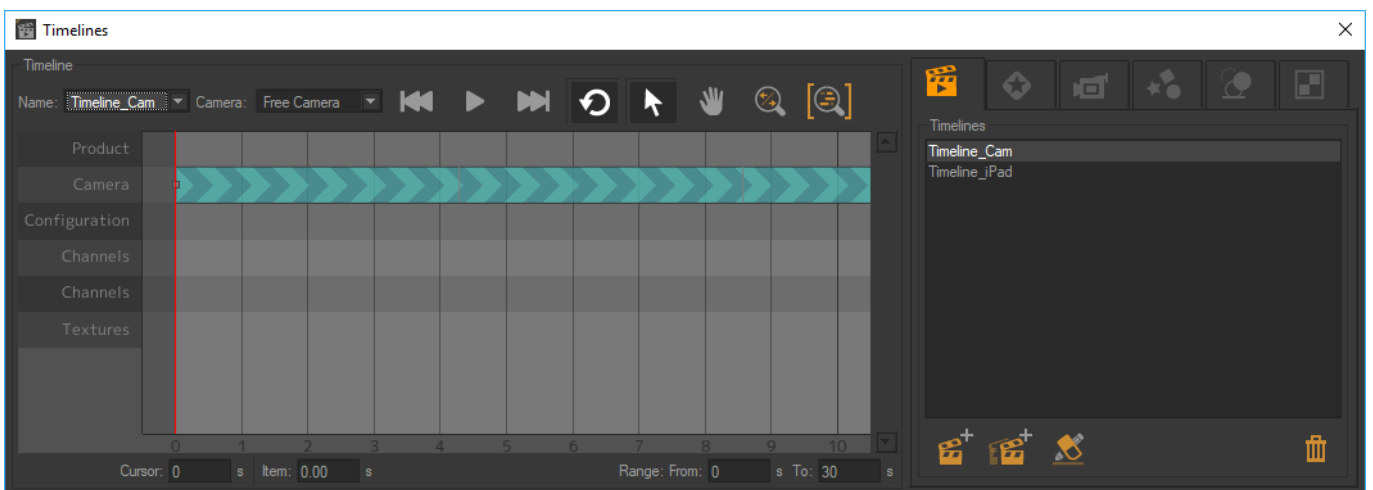 Timelines
Timeline
Name: Timeline_Cam Camera: Free Camera
Product
Camera
Configuration
Channels
Channels
Textures
0 1 2 3 4 5 6 7 8 9 10
Cursor: 0 s Item: 0.00 s Range: From: 0 s To: 30 s
Timelines
Timeline_Cam
Timeline_iPad